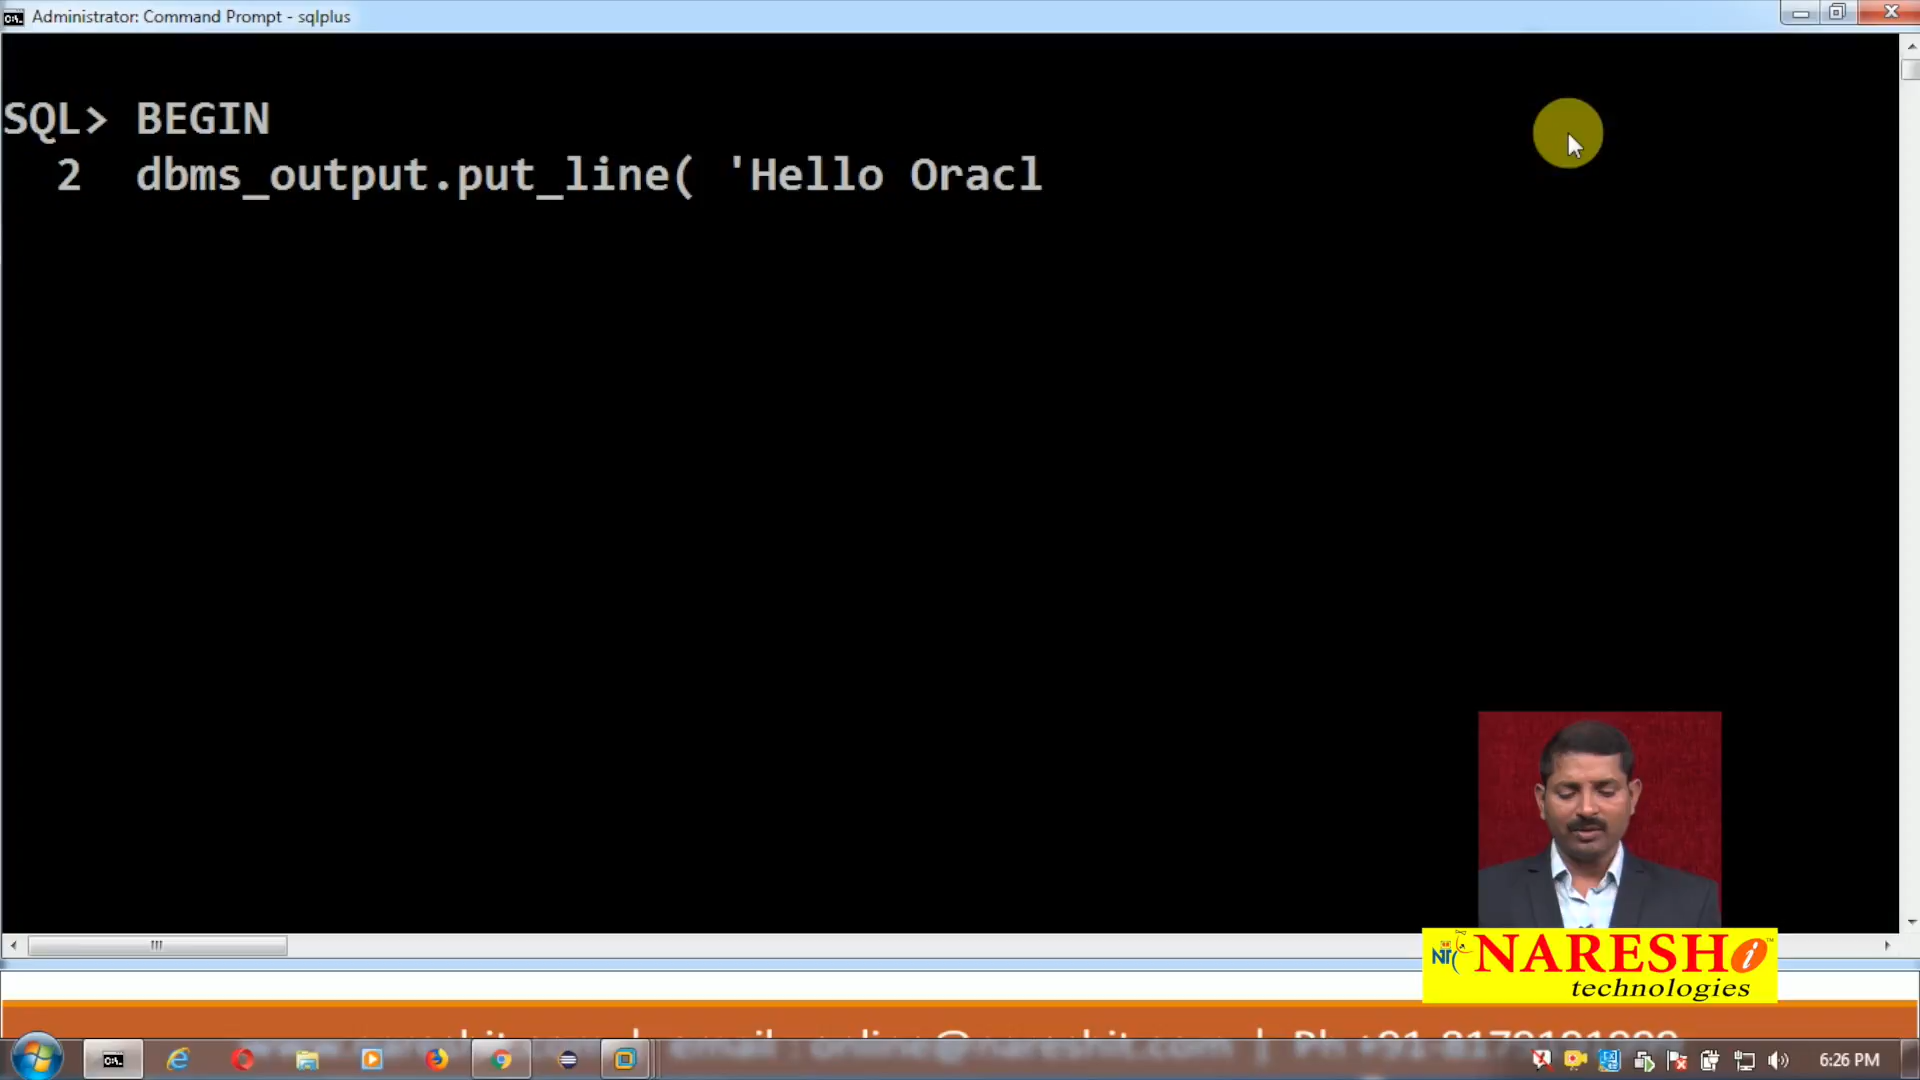 Administrator: Command Prompt - sqlplus
SQL> BEGIN
2 dbms_output.put_line( 'Hello Oracl
NARESH i
technologies
6:26 PM